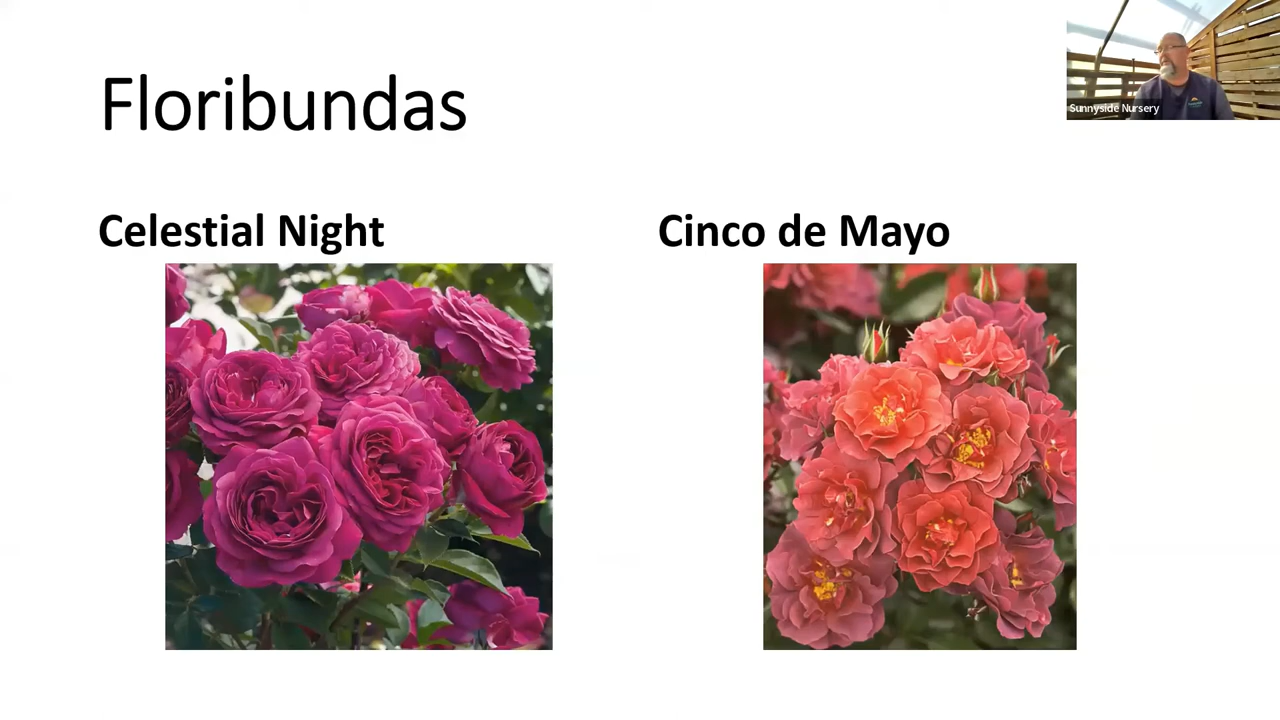 Floribundas
Sunnyside Nursery
Celestial Night
Cinco de Mayo